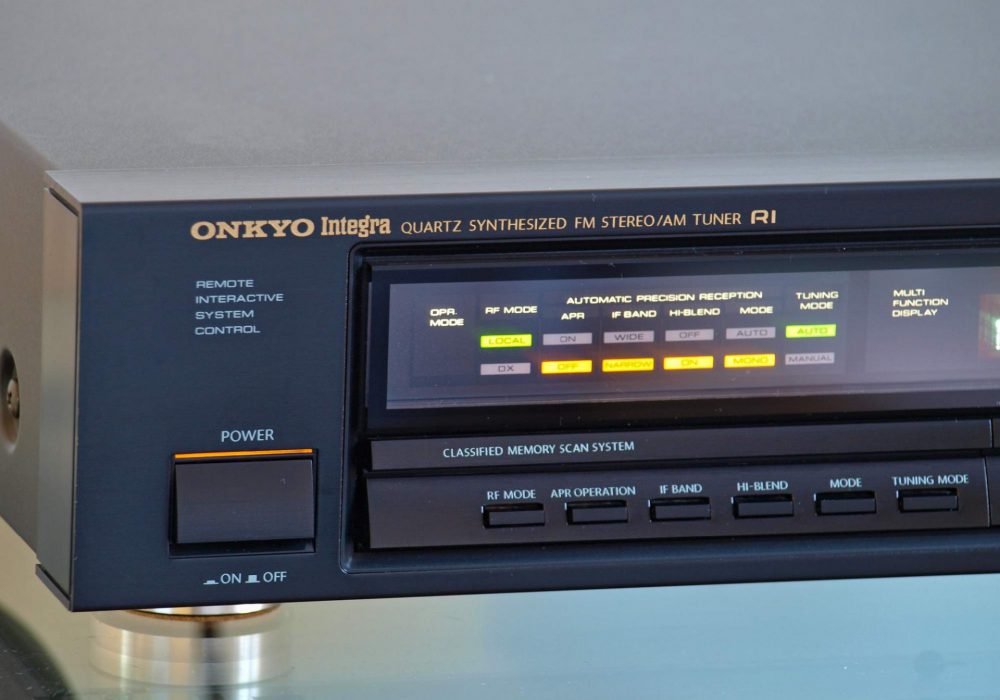 ONKYO Integra QUARTZ SYNTHESIZED FM STEREO/AM TUNER RI
REMOTE
INTERACTIVE
SYSTEM
CONTROL
OPR.
MODE
RF MODE
LOCAL
DX
AUTOMATIC PRECISION RECEPTION
APR IF BAND HI-BLEND MODE
ON WIDE OFF AUTO
OFF NARROW ON MONO
TUNING
MODE
AUTO
MANUAL
MULTI
FUNCTION
DISPLAY
POWER
ON OFF
CLASSIFIED MEMORY SCAN SYSTEM
RF MODE APR OPERATION IF BAND HI-BLEND MODE TUNING MODE